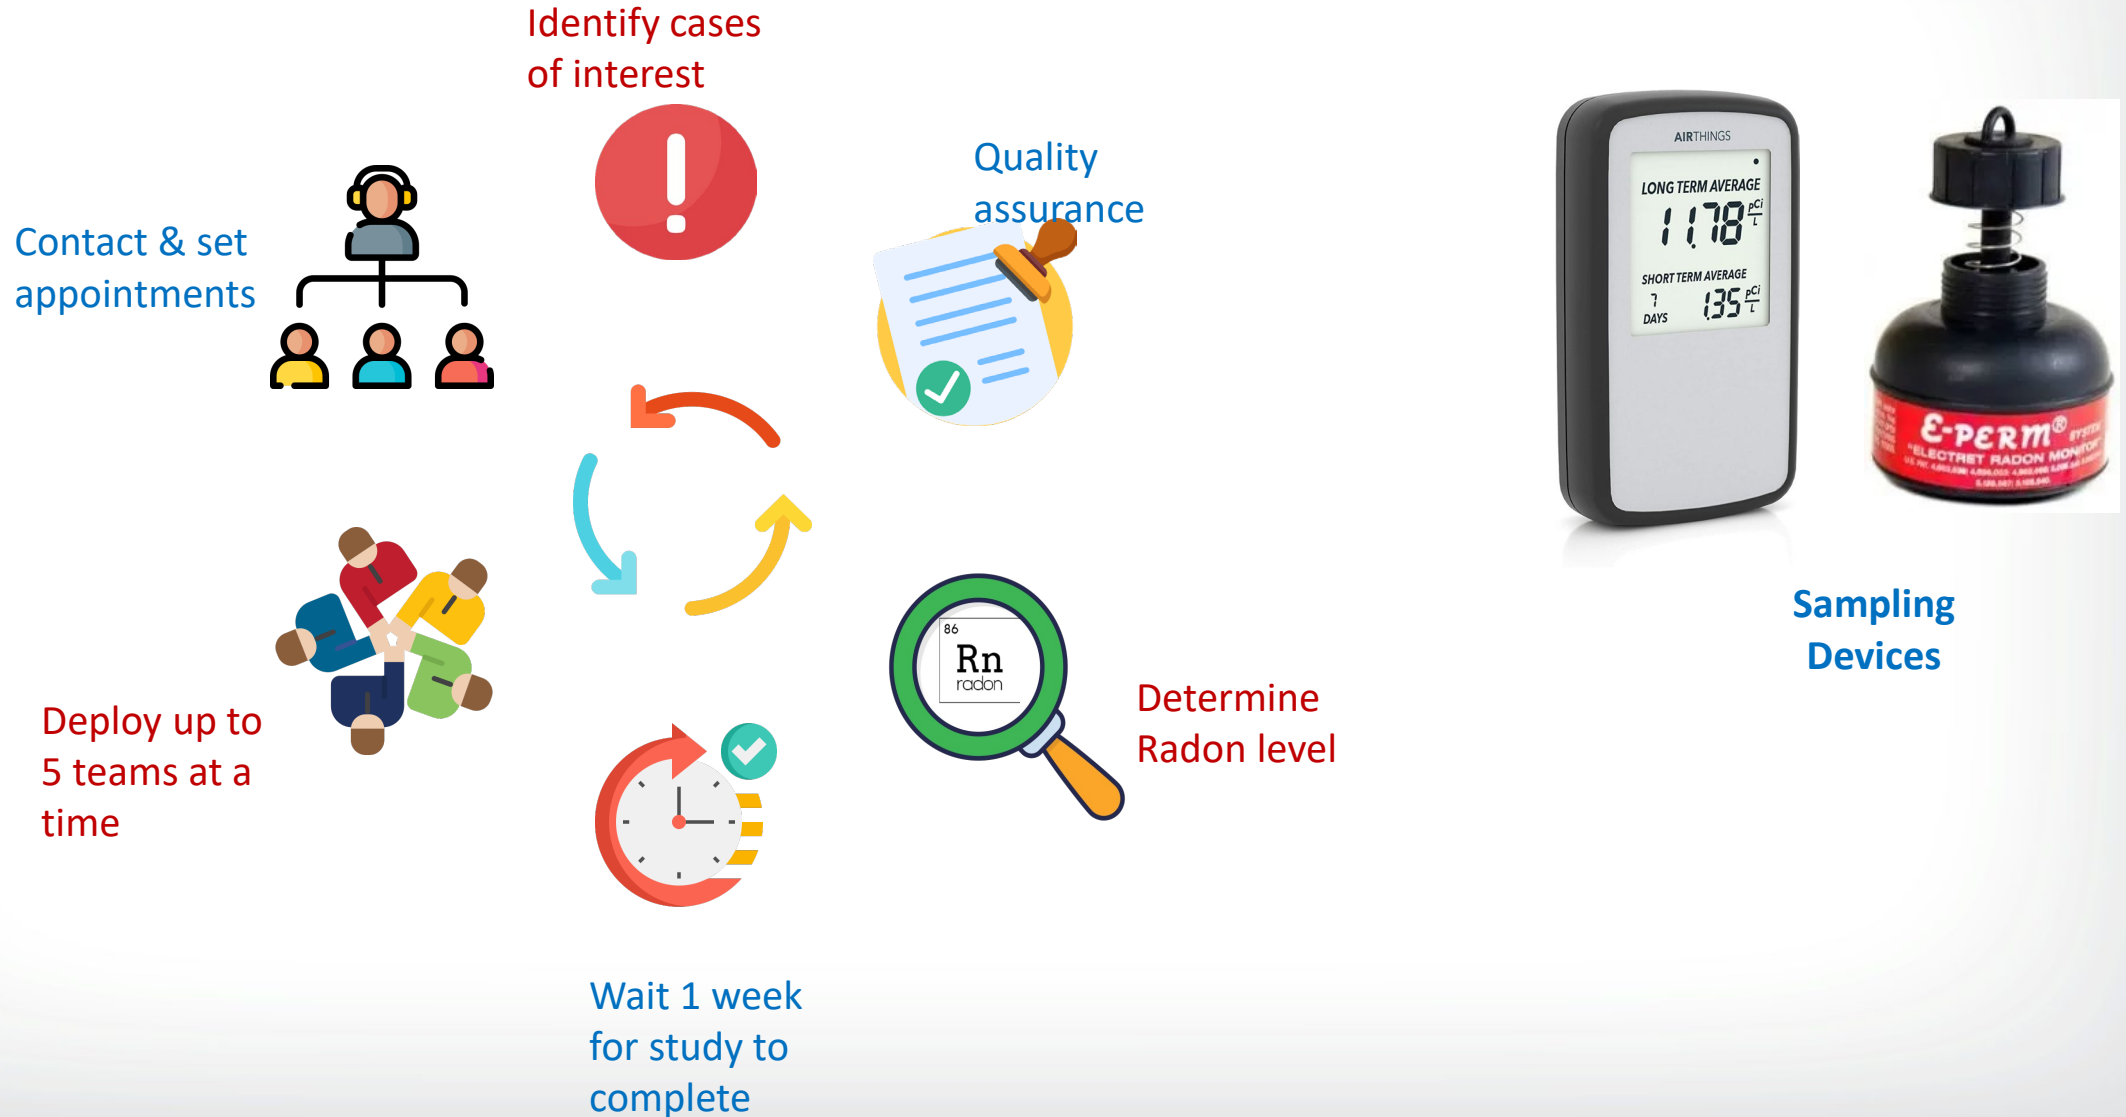 Identify cases
of interest
Quality
assurance
Contact & set
appointments
Deploy up to
5 teams at a
time
Wait 1 week
for study to
complete
86
Rn
radon
Determine
Radon level
AIRTHINGS
LONG TERM AVERAGE
11.78 pCi/L
SHORT TERM AVERAGE
7 DAYS 1.35 pCi/L
E-PERM® SYSTEM
"ELECTRET RADON MONITOR"
Sampling
Devices